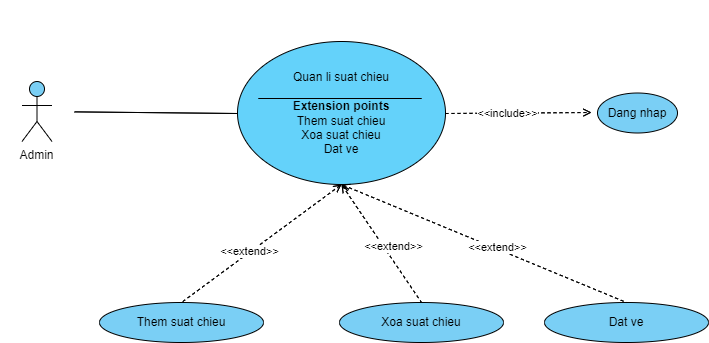 Quan li suat chieu
Extension points
Them suat chieu
Xoa suat chieu
Dat ve
<<include>>
Dang nhap
Admin
<<extend>>
<<extend>>
<<extend>>
Them suat chieu
Xoa suat chieu
Dat ve